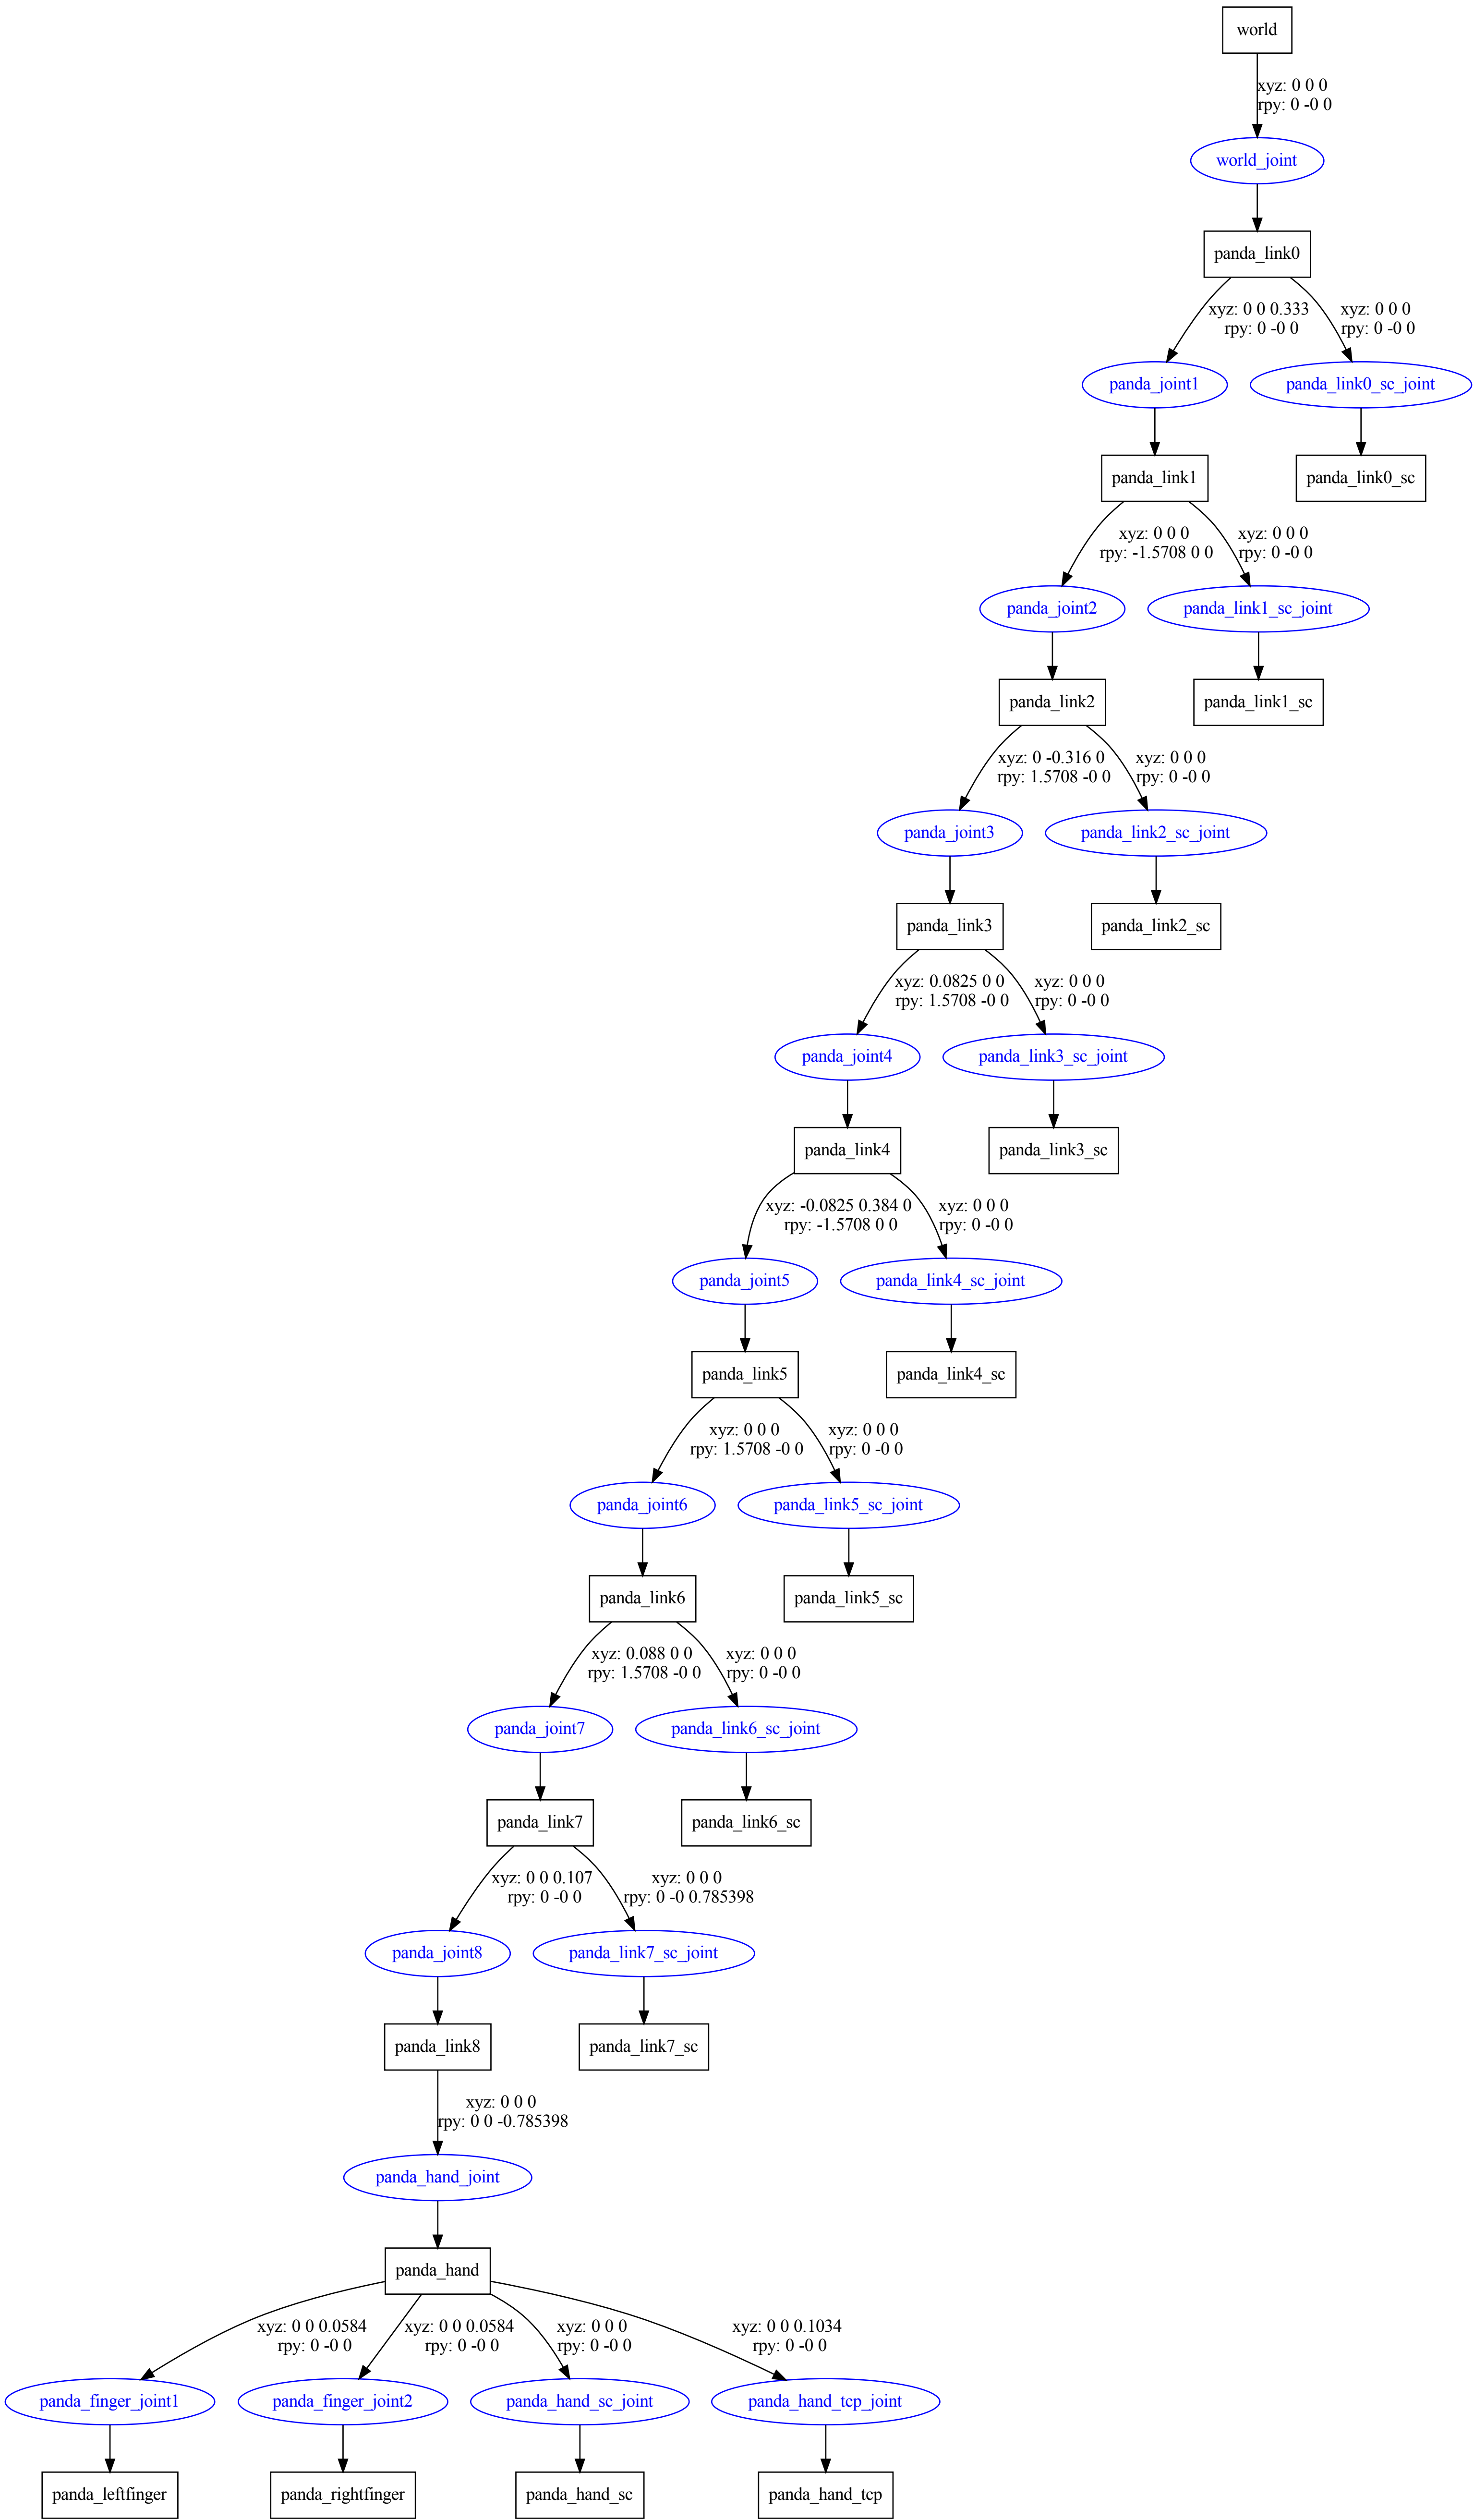 world
xyz: 0 0 0
rpy: 0 -0 0
world_joint
panda_link0
xyz: 0 0 0.333
rpy: 0 -0 0
xyz: 0 0 0
rpy: 0 -0 0
panda_joint1
panda_link0_sc_joint
panda_link1
panda_link0_sc
xyz: 0 0 0
rpy: -1.5708 0 0
xyz: 0 0 0
rpy: 0 -0 0
panda_joint2
panda_link1_sc_joint
panda_link2
panda_link1_sc
xyz: 0 -0.316 0
rpy: 1.5708 -0 0
xyz: 0 0 0
rpy: 0 -0 0
panda_joint3
panda_link2_sc_joint
panda_link3
panda_link2_sc
xyz: 0.0825 0 0
rpy: 1.5708 -0 0
xyz: 0 0 0
rpy: 0 -0 0
panda_joint4
panda_link3_sc_joint
panda_link4
panda_link3_sc
xyz: -0.0825 0.384 0
rpy: -1.5708 0 0
xyz: 0 0 0
rpy: 0 -0 0
panda_joint5
panda_link4_sc_joint
panda_link5
panda_link4_sc
xyz: 0 0 0
rpy: 1.5708 -0 0
xyz: 0 0 0
rpy: 0 -0 0
panda_joint6
panda_link5_sc_joint
panda_link6
panda_link5_sc
xyz: 0.088 0 0
rpy: 1.5708 -0 0
xyz: 0 0 0
rpy: 0 -0 0
panda_joint7
panda_link6_sc_joint
panda_link7
panda_link6_sc
xyz: 0 0 0.107
rpy: 0 -0 0
xyz: 0 0 0
rpy: 0 -0 0.785398
panda_joint8
panda_link7_sc_joint
panda_link8
panda_link7_sc
xyz: 0 0 0
rpy: 0 0 -0.785398
panda_hand_joint
panda_hand
xyz: 0 0 0.0584
rpy: 0 -0 0
xyz: 0 0 0.0584
rpy: 0 -0 0
xyz: 0 0 0
rpy: 0 -0 0
xyz: 0 0 0.1034
rpy: 0 -0 0
panda_finger_joint1
panda_finger_joint2
panda_hand_sc_joint
panda_hand_tcp_joint
panda_leftfinger
panda_rightfinger
panda_hand_sc
panda_hand_tcp